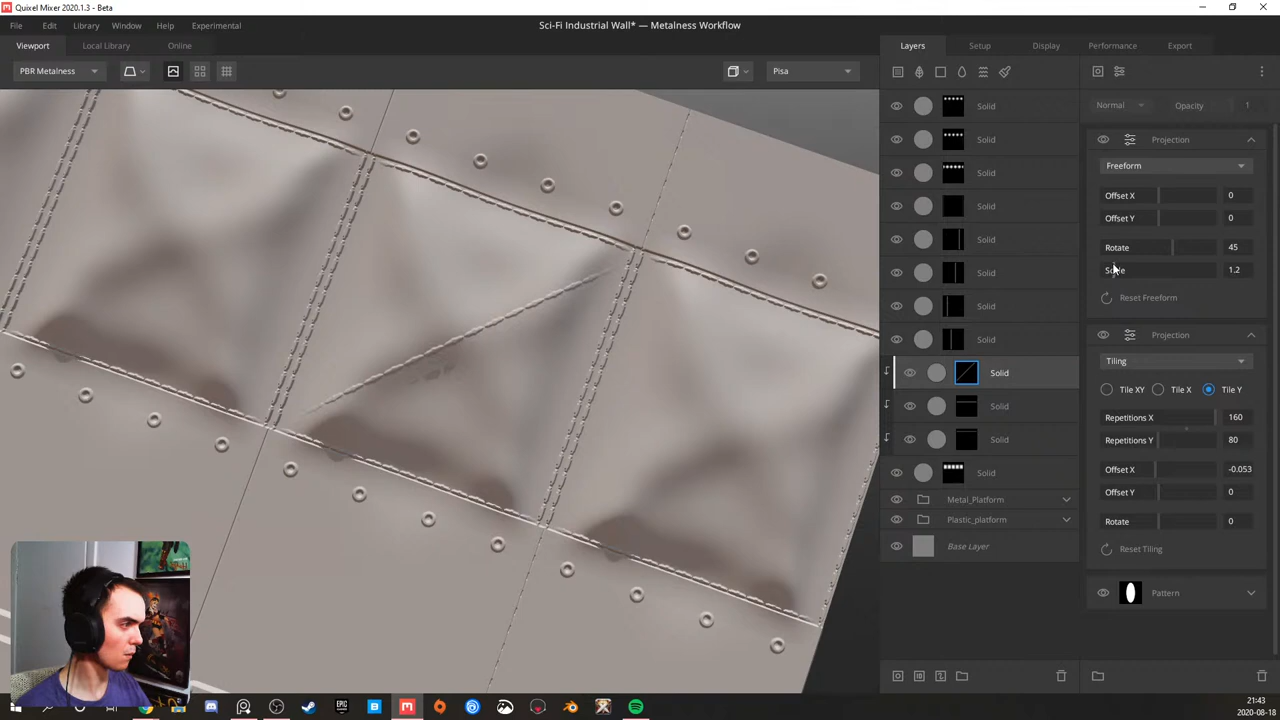 Quixel Mixer 2020.1.3 - Beta
File Edit Library Window Help Experimental
Sci-Fi Industrial Wall* — Metalness Workflow
Viewport Local Library Online
Layers Setup Display Performance Export
PBR Metalness
Pisa
Normal Opacity 1
Solid
Solid
Solid
Solid
Solid
Solid
Solid
Solid
Solid
Solid
Solid
Solid
Metal_Platform
Plastic_platform
Base Layer
Projection
Freeform
Offset X 0
Offset Y 0
Rotate 45
Scale 1.2
Reset Freeform
Projection
Tiling
Tile XY Tile X Tile Y
Repetitions X 160
Repetitions Y 80
Offset X -0.053
Offset Y 0
Rotate 0
Reset Tiling
Pattern
EPIC
21:43
2020-08-18